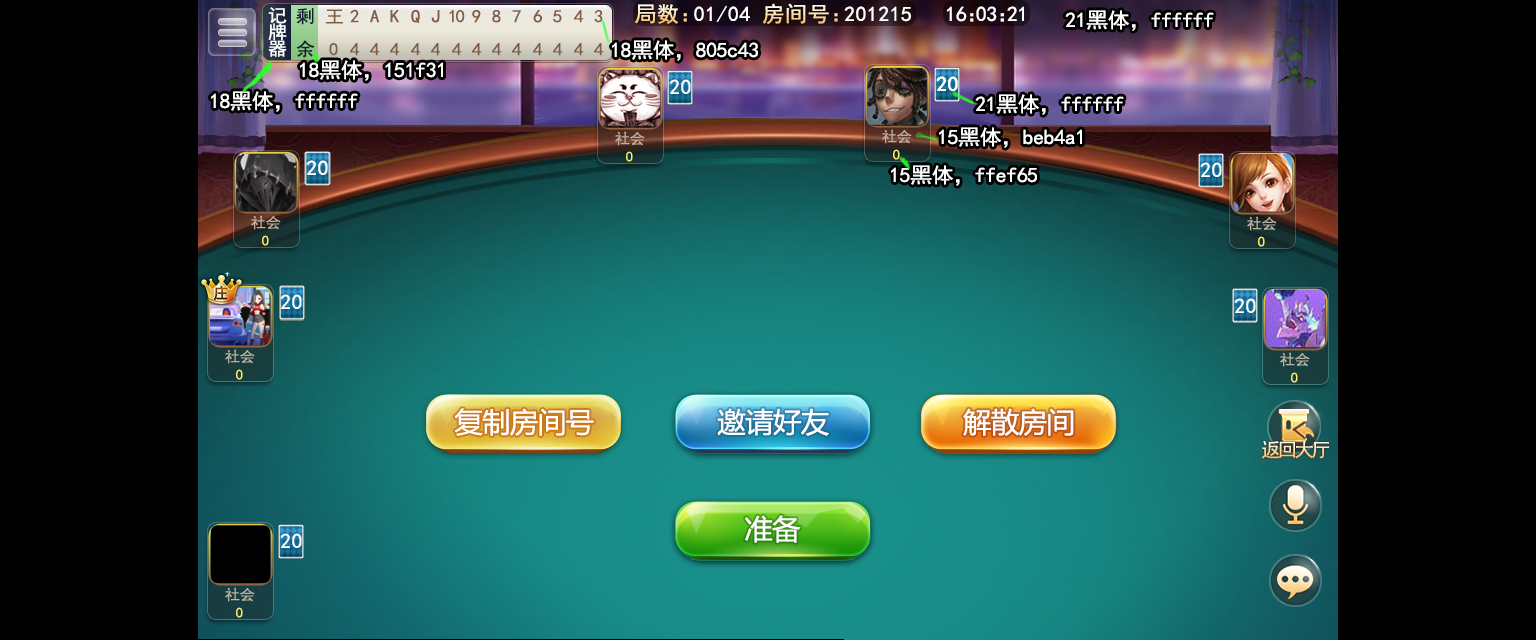 记牌器
剩 王 2 A K Q J 10 9 8 7 6 5 4 3
余 0 4 4 4 4 4 4 4 4 4 4 4 4 4
局数:01/04 房间号:201215 16:03:21
21黑体，ffffff
18黑体，805c43
18黑体，151f31
18黑体，ffffff
20
社会
0
20
社会
0
21黑体，ffffff
15黑体，beb4a1
15黑体，ffef65
20
社会
0
20
社会
0
庄
20
社会
0
20
社会
0
复制房间号
邀请好友
解散房间
返回大厅
准备
20
社会
0